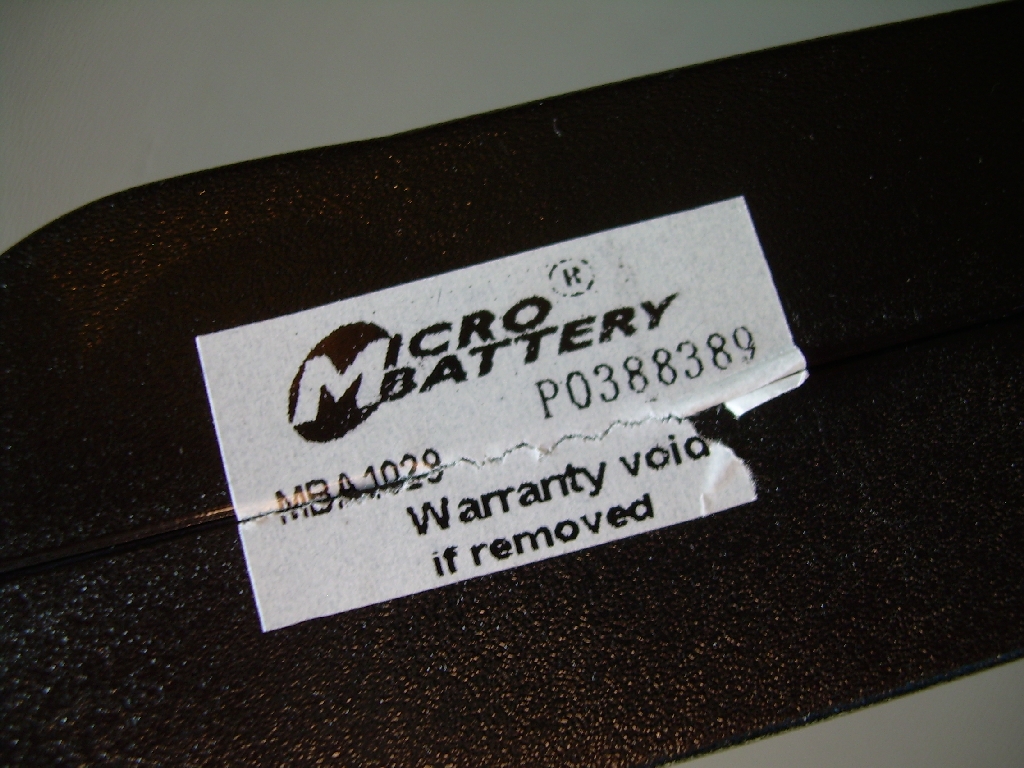 MICRO ®
BATTERY
P0388389
MBA1029
Warranty void
if removed